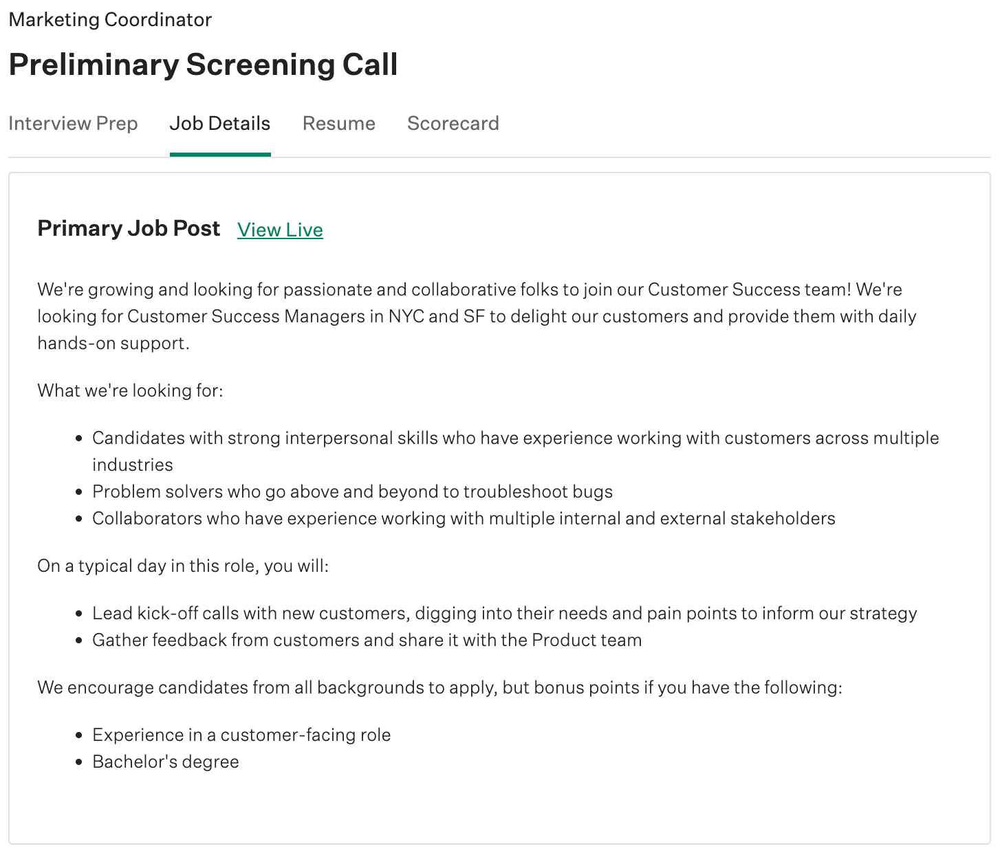 Marketing Coordinator
Preliminary Screening Call
Interview Prep Job Details Resume Scorecard
Primary Job Post View Live
We're growing and looking for passionate and collaborative folks to join our Customer Success team! We're
looking for Customer Success Managers in NYC and SF to delight our customers and provide them with daily
hands-on support.
What we're looking for:
• Candidates with strong interpersonal skills who have experience working with customers across multiple
industries
• Problem solvers who go above and beyond to troubleshoot bugs
• Collaborators who have experience working with multiple internal and external stakeholders
On a typical day in this role, you will:
• Lead kick-off calls with new customers, digging into their needs and pain points to inform our strategy
• Gather feedback from customers and share it with the Product team
We encourage candidates from all backgrounds to apply, but bonus points if you have the following:
• Experience in a customer-facing role
• Bachelor's degree